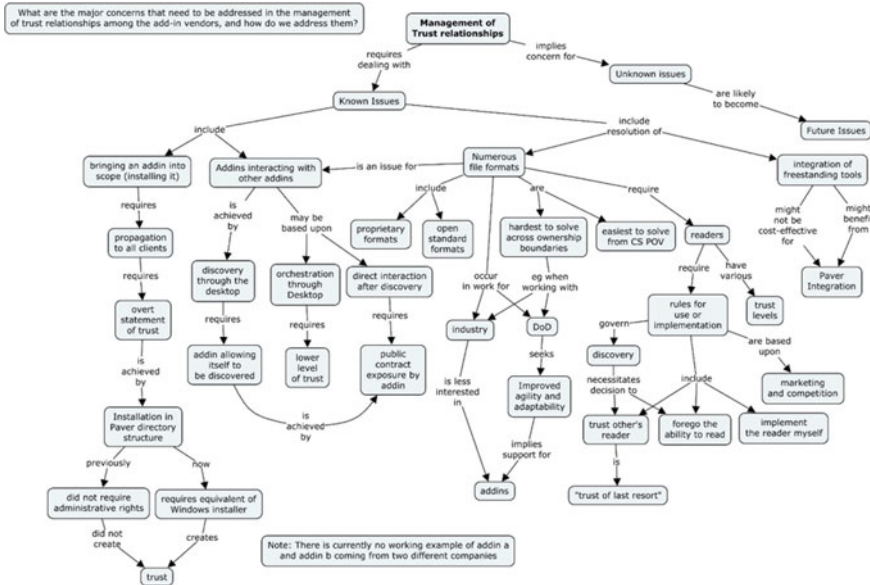 What are the major concerns that need to be addressed in the management
of trust relationships among the add-in vendors, and how do we address them?
Management of
Trust relationships
requires
dealing with
implies
concern for
Unknown issues
are likely
to become
Future Issues
Known Issues
include
include
resolution of
bringing an addin into
scope (installing it)
Addins interacting with
other addins
is an issue for
Numerous
file formats
integration of
freestanding tools
requires
is
achieved
by
may be
based upon
include
are
require
might
not be
cost-effective
for
might
benefi
from
proprietary
formats
open
standard
formats
hardest to solve
across ownership
boundaries
easiest to solve
from CS POV
readers
propagation
to all clients
discovery
through the
desktop
orchestration
through
Desktop
direct interaction
after discovery
occur
in work for
eg when
working with
require
have
various
Paver
Integration
requires
overt
statement
of trust
requires
requires
requires
industry
DoD
rules for
use or
implementation
trust
levels
govern
are based
upon
addin allowing
itself to
be discovered
lower
level
of trust
public
contract
exposure by
addin
is less
interested
in
seeks
discovery
include
marketing
and competition
is
achieved
by
is
achieved
by
Improved
agility and
adaptability
necessitates
decision to
Installation in
Paver directory
structure
implies
support for
trust other's
reader
forego the
ability to read
implement
the reader myself
previously
now
is
did not require
administrative rights
requires equivalent of
Windows installer
addins
"trust of last resort"
did not
create
creates
trust
Note: There is currently no working example of addin a
and addin b coming from two different companies